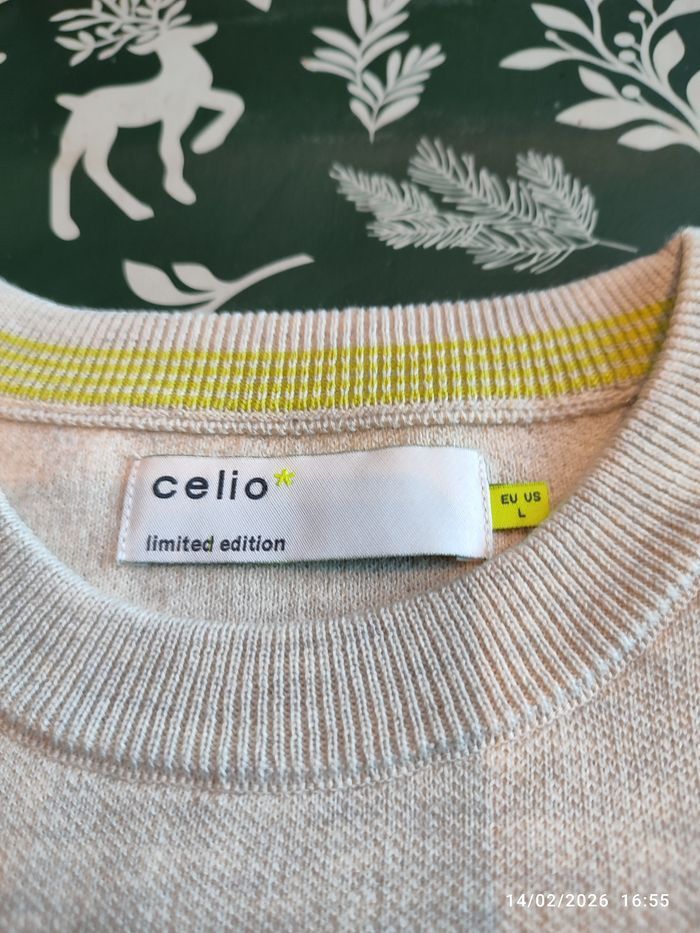 celio*
limited edition
EU US
L
14/02/2026 16:55